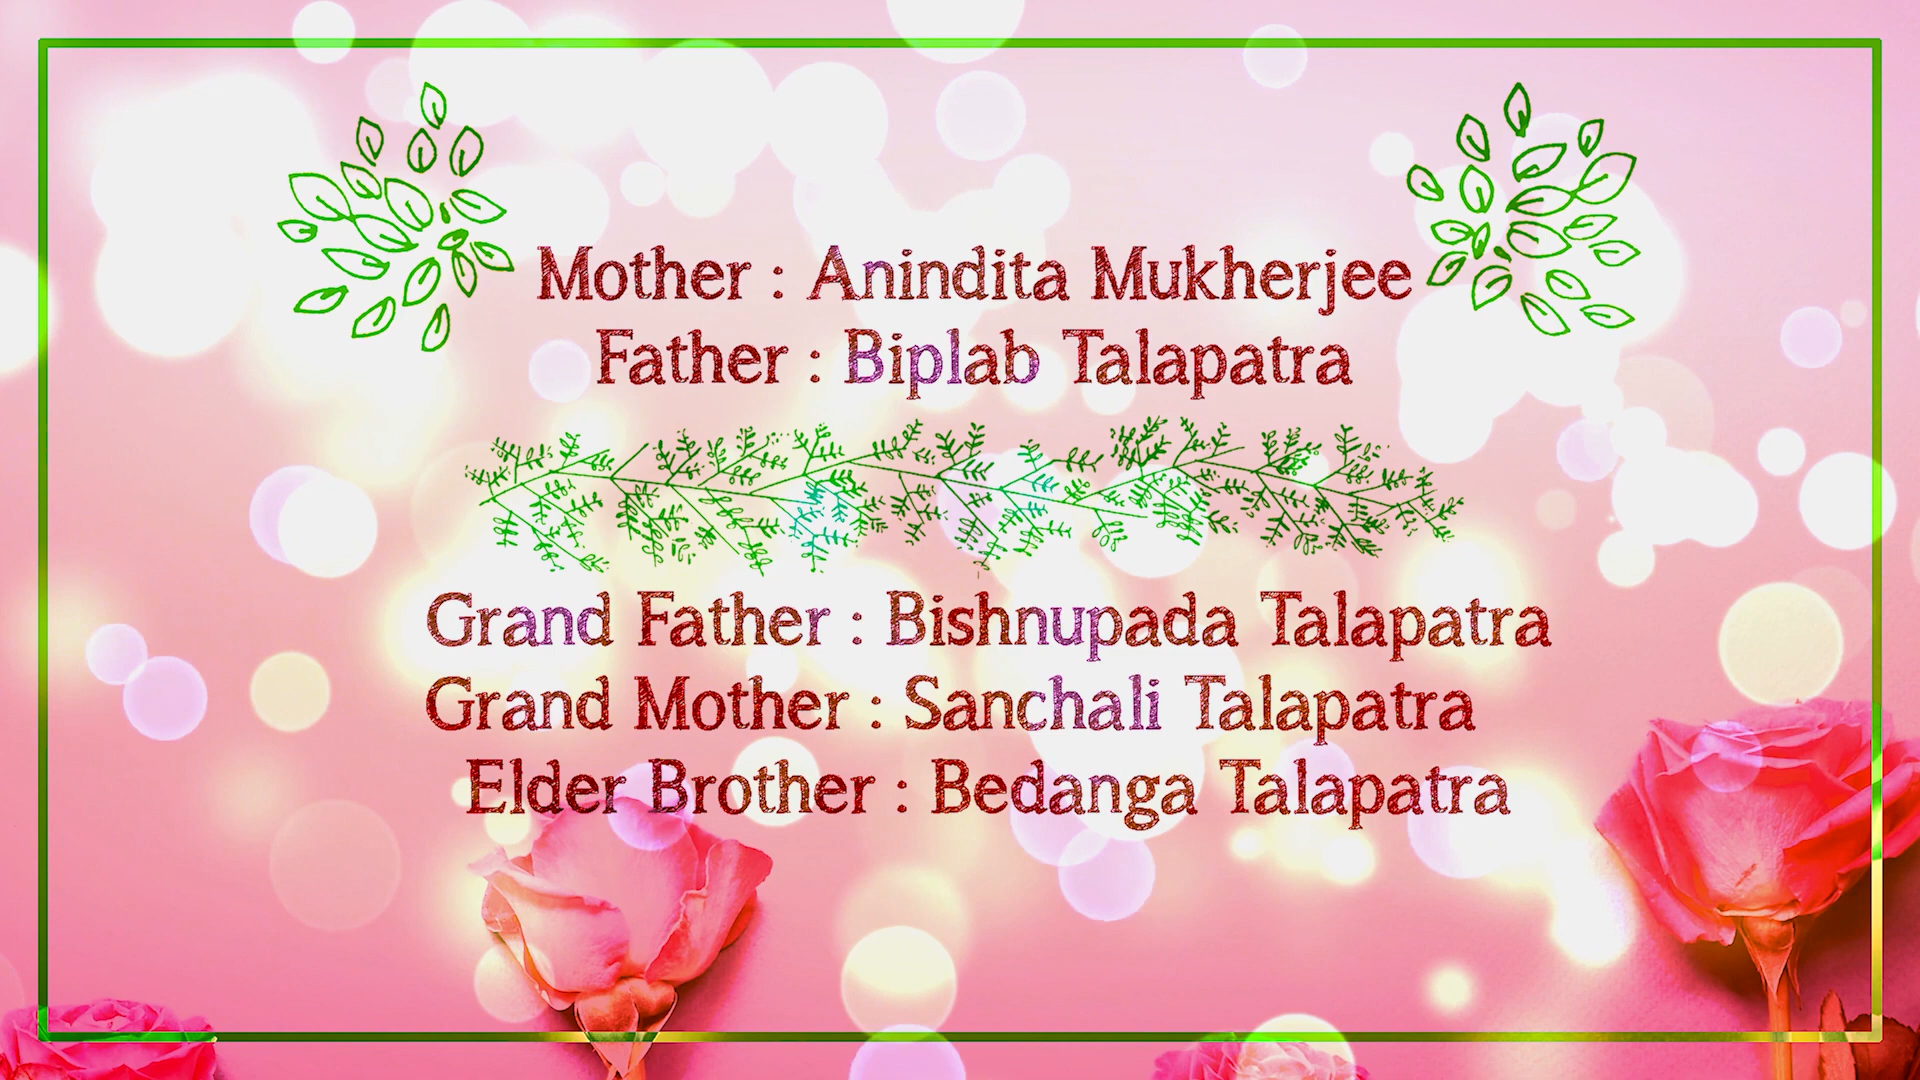 Mother : Anindita Mukherjee
Father : Biplab Talapatra
Grand Father : Bishnupada Talapatra
Grand Mother : Sanchali Talapatra
Elder Brother : Bedanga Talapatra